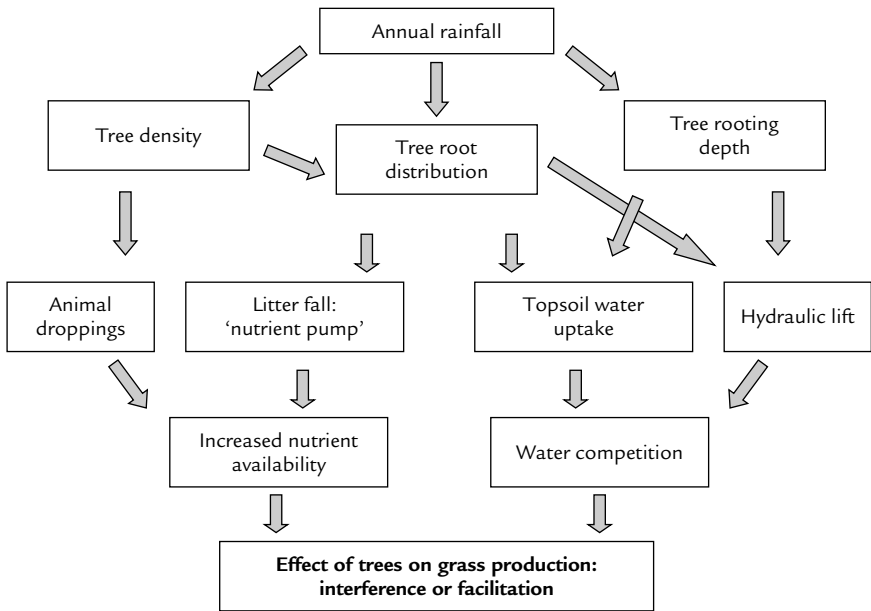 Annual rainfall
Tree density
Tree root
distribution
Tree rooting
depth
Animal
droppings
Litter fall:
‘nutrient pump’
Topsoil water
uptake
Hydraulic lift
Increased nutrient
availability
Water competition
Effect of trees on grass production:
interference or facilitation